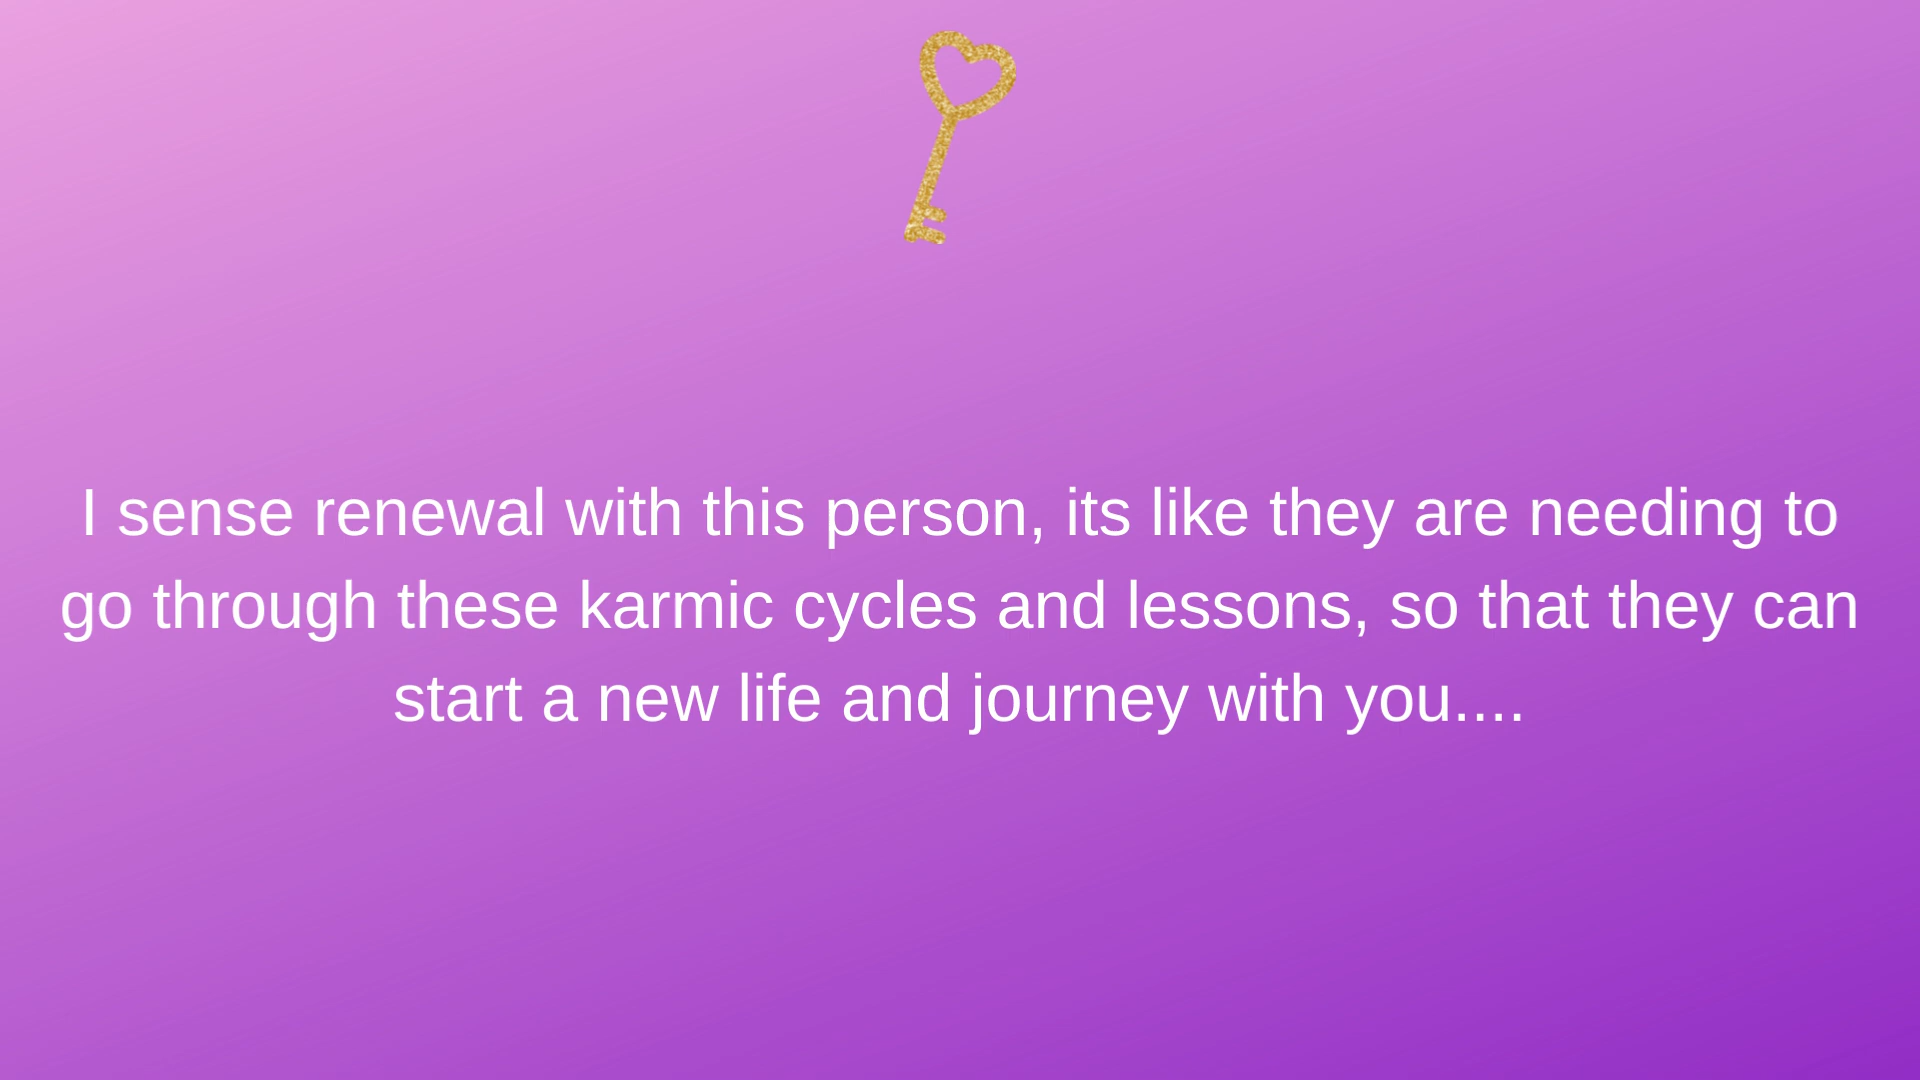 I sense renewal with this person, its like they are needing to
go through these karmic cycles and lessons, so that they can
start a new life and journey with you....